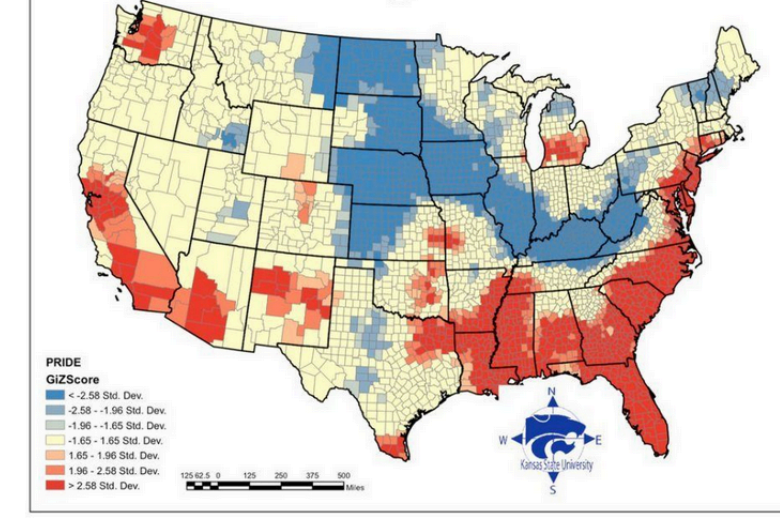 PRIDE
GiZScore
< -2.58 Std. Dev.
-2.58 - -1.96 Std. Dev.
-1.96 - -1.65 Std. Dev.
-1.65 - 1.65 Std. Dev.
1.65 - 1.96 Std. Dev.
1.96 - 2.58 Std. Dev.
> 2.58 Std. Dev.
125 62.5 0 125 250 375 500
Miles
N
W E
Kansas State University
S